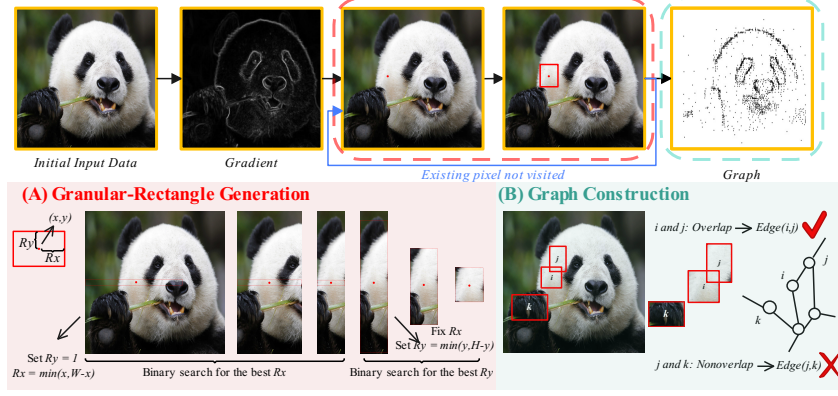 Initial Input Data
Gradient
Existing pixel not visited
Graph
(A) Granular-Rectangle Generation
(x,y)
Ry
Rx
Set Ry = 1
Rx = min(x,W-x)
Binary search for the best Rx
Fix Rx
Set Ry = min(y,H-y)
Binary search for the best Ry
(B) Graph Construction
i and j: Overlap
Edge(i,j)
j
i
k
j
i
k
j
i
k
j and k: Nonoverlap
Edge(j,k)